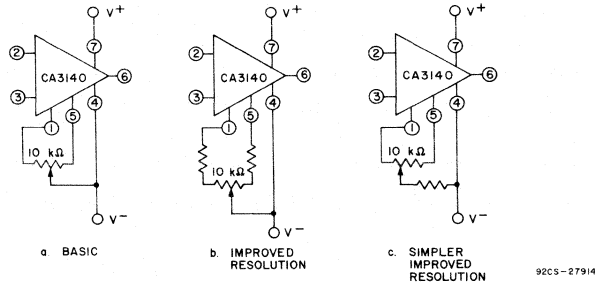 V+
V+
V+
② ⑦ CA3140 ⑥ ③ ④ ① ⑤
② ⑦ CA3140 ⑥ ③ ④ ① ⑤
② ⑦ CA3140 ⑥ ③ ④ ① ⑤
10 kΩ
10 kΩ
10 kΩ
V−
V−
V−
a. BASIC
b. IMPROVED
RESOLUTION
c. SIMPLER
IMPROVED
RESOLUTION
92CS-27914